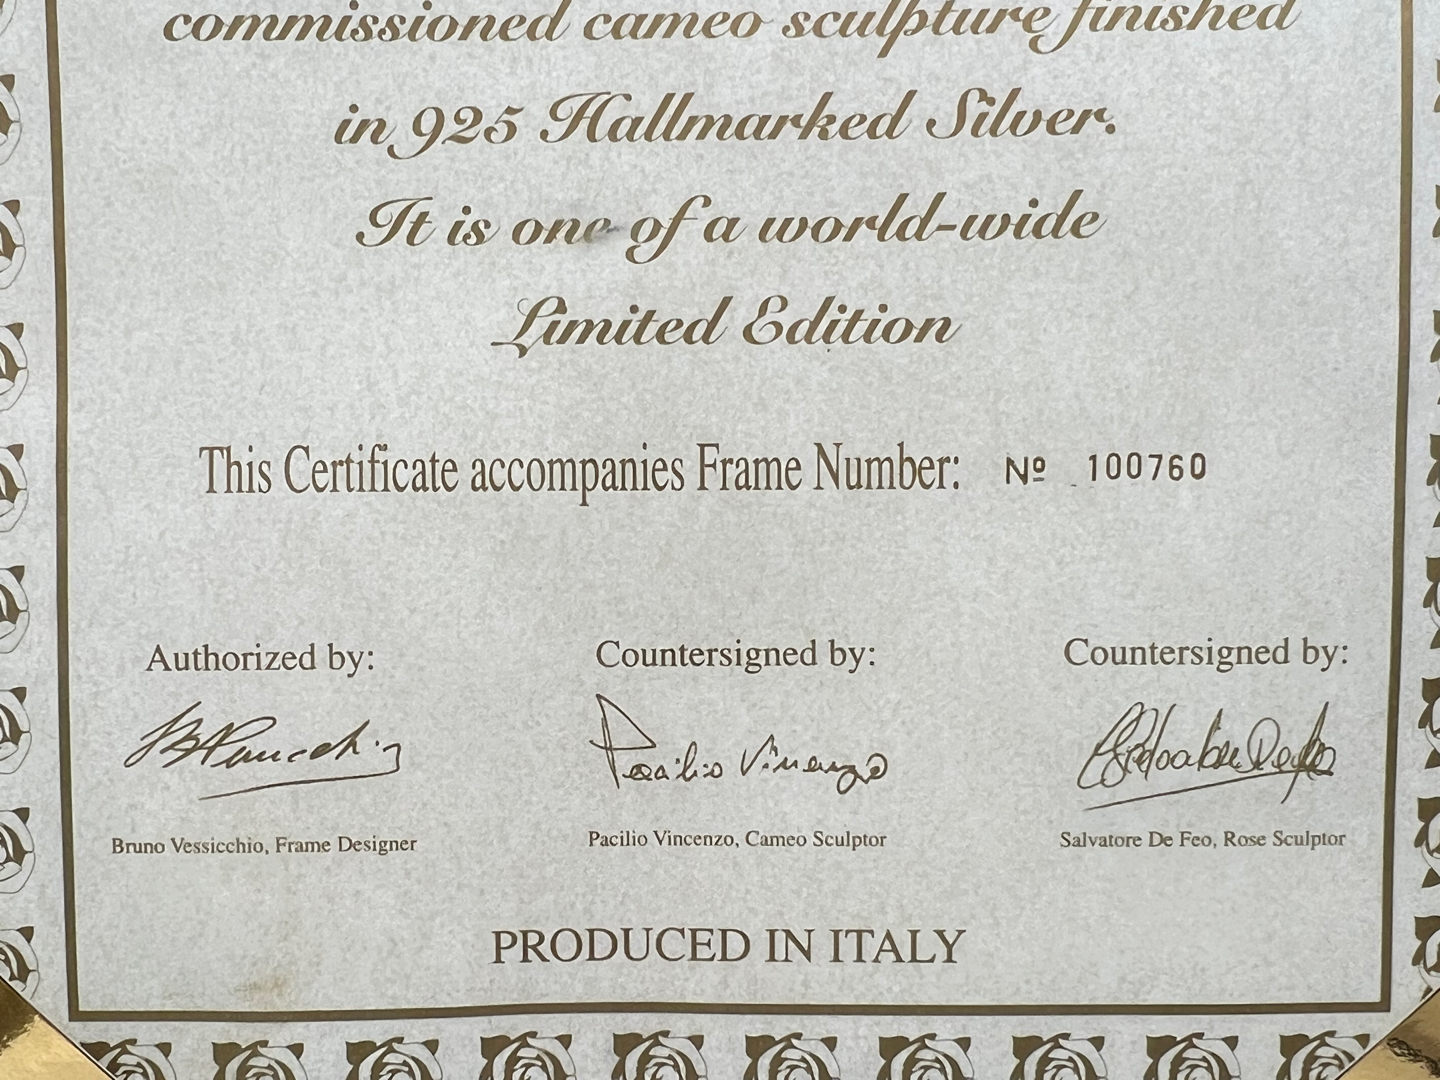 commissioned cameo sculpture finished
in 925 Hallmarked Silver.
It is one of a world-wide
Limited Edition
This Certificate accompanies Frame Number: Nº 100760
Authorized by: Countersigned by: Countersigned by:
Pacilio Vincenzo
Bruno Vessicchio, Frame Designer Pacilio Vincenzo, Cameo Sculptor Salvatore De Feo, Rose Sculptor
PRODUCED IN ITALY